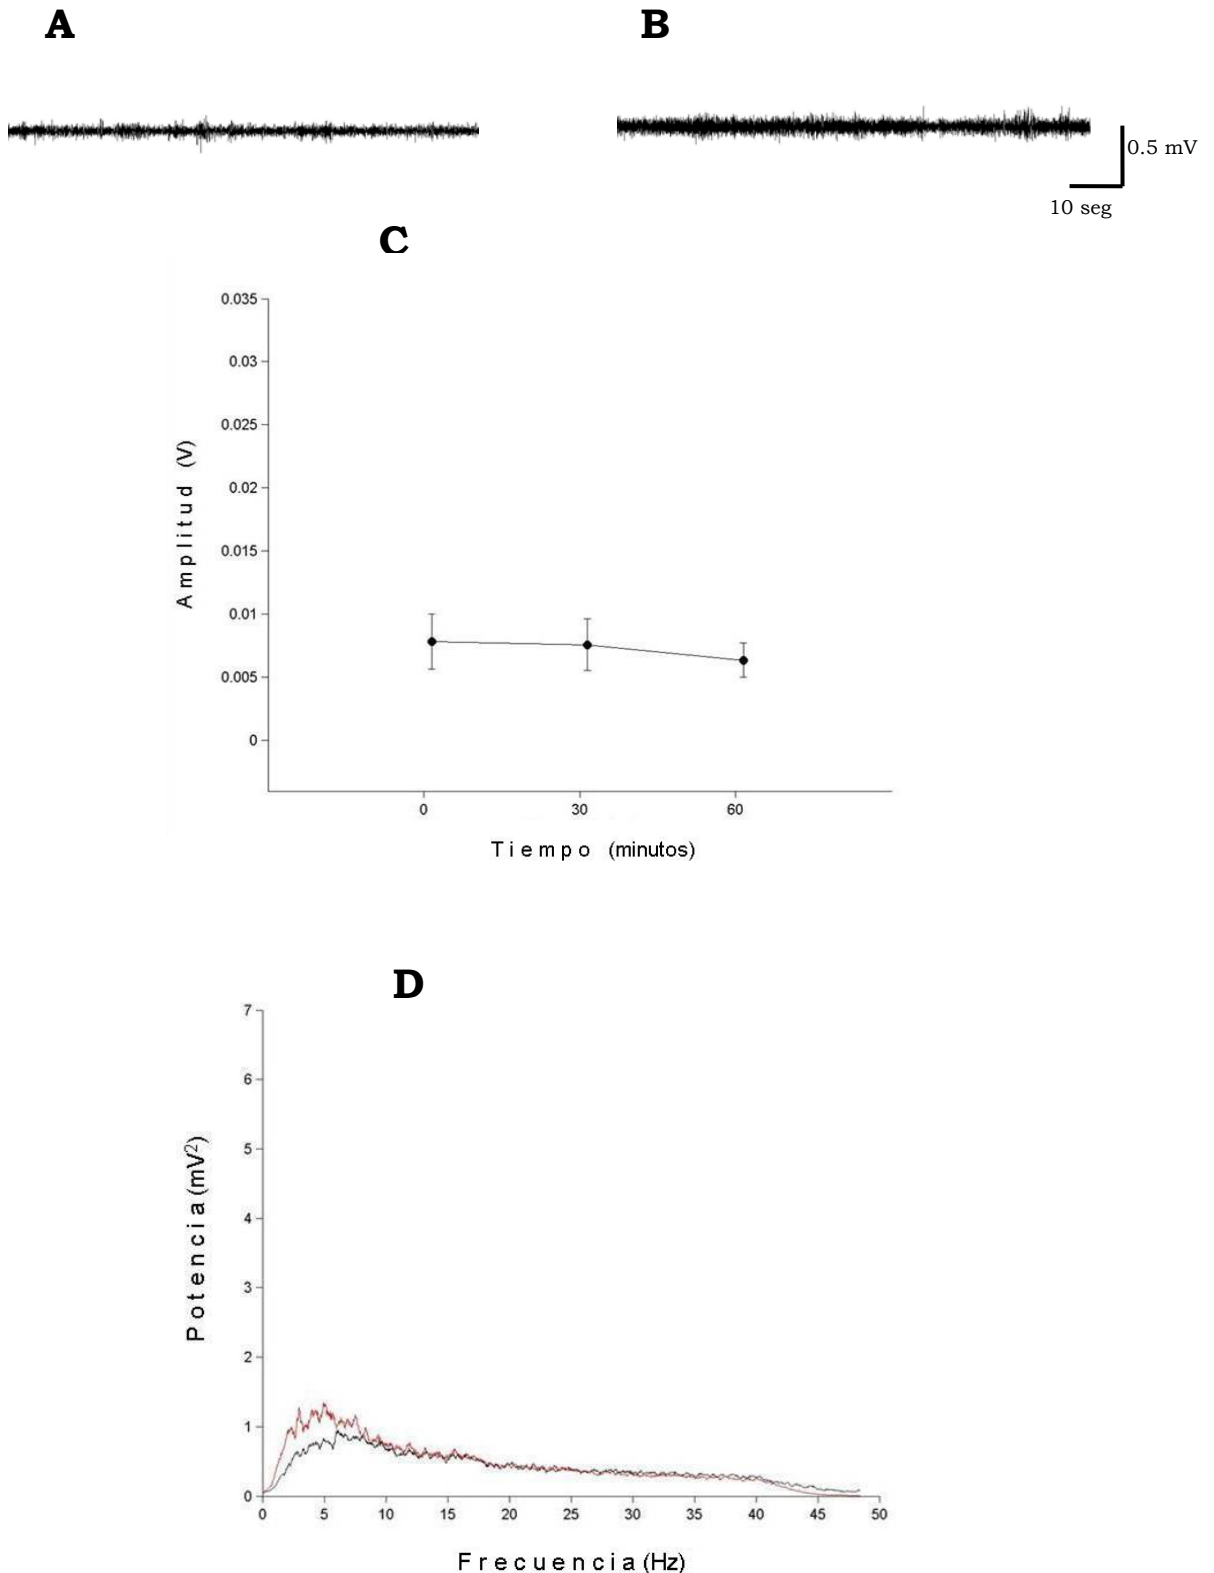 A
B
0.5 mV
10 seg
C
0.035
0.03
0.025
0.02
0.015
0.01
0.005
0
Amplitud (V)
0 30 60
Tiempo (minutos)
D
7
6
5
4
3
2
1
0
Potencia (mV²)
0 5 10 15 20 25 30 35 40 45 50
Frecuencia (Hz)